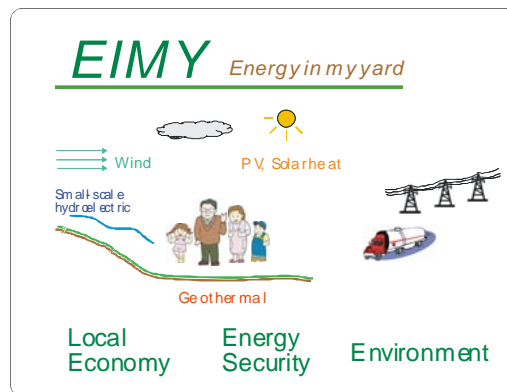 EIMY Energy in my yard
Wind
PV, Solar heat
Small-scale
hydroelectric
Geothermal
Local
Economy
Energy
Security
Environment